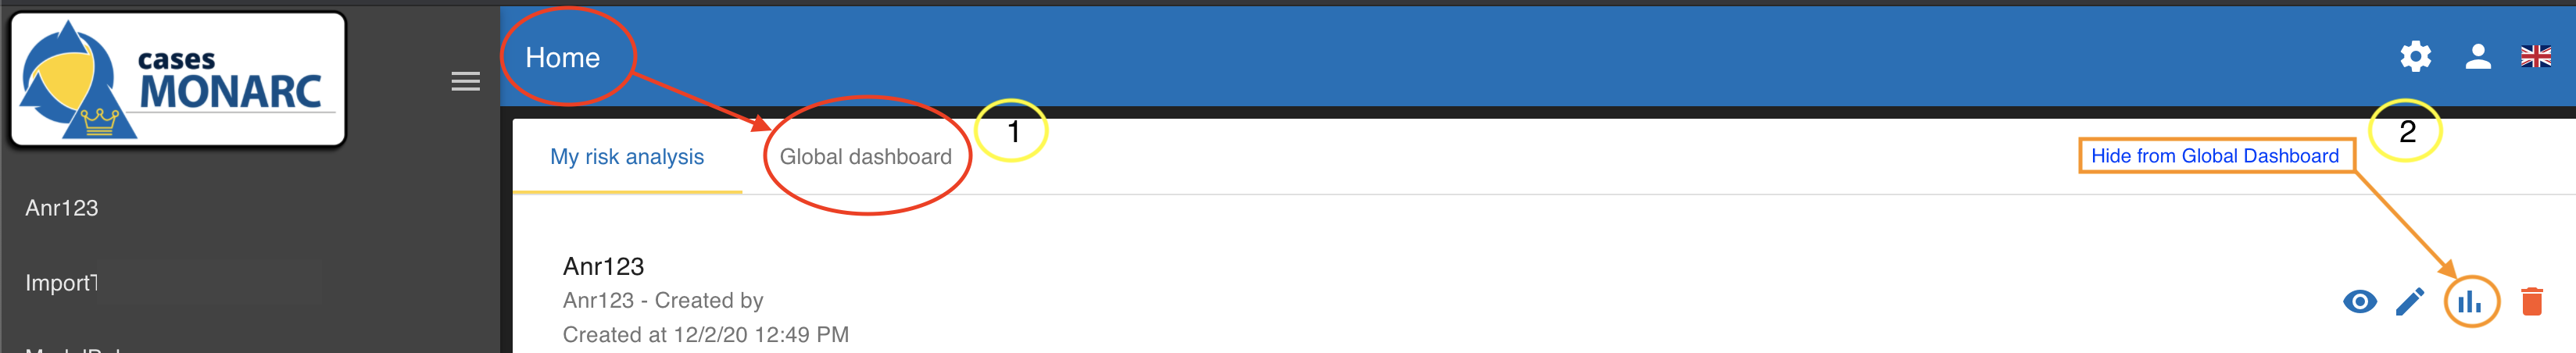 cases
MONARC
Home
1
2
My risk analysis
Global dashboard
Hide from Global Dashboard
Anr123
Anr123
Anr123 - Created by
Created at 12/2/20 12:49 PM